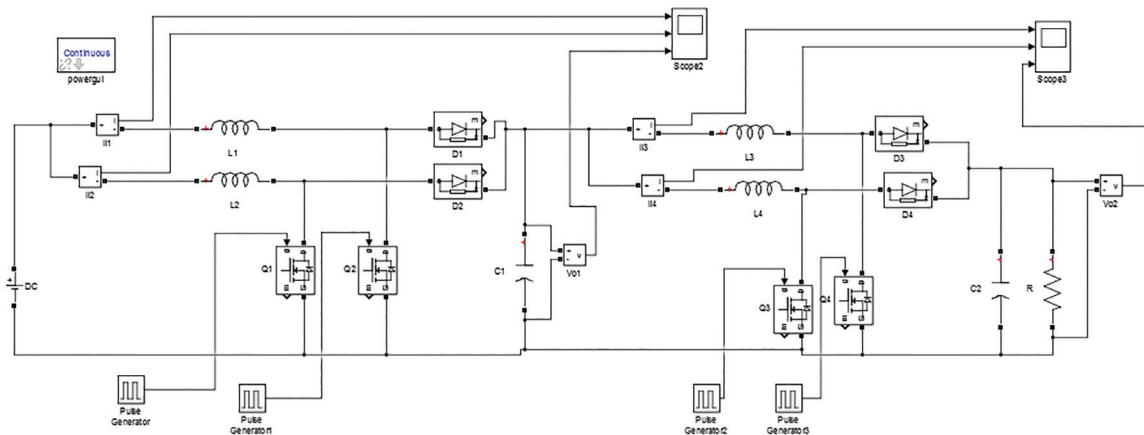 Continuous
powergui
Scope2
Scope3
Il1
L1
D1
Il2
L2
D2
Il3
L3
D3
Il4
L4
D4
Vo2
DC
Q1
Q2
C1
Vo1
Q3
Q4
C2
R
Pulse
Generator
Pulse
Generator1
Pulse
Generator2
Pulse
Generator3